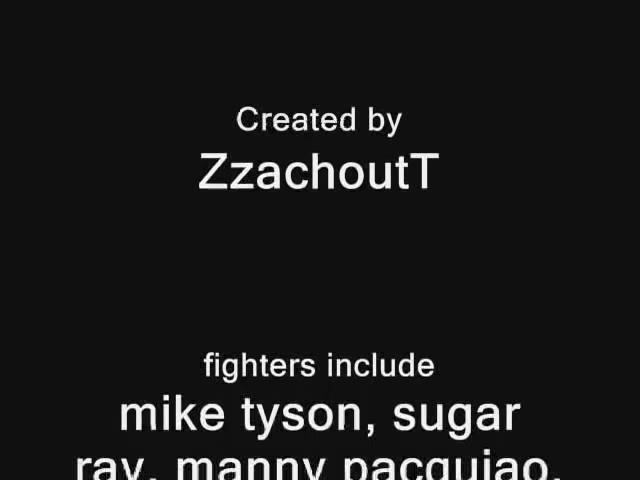 Created by
ZzachoutT
fighters include
mike tyson, sugar
ray, manny pacquiao,